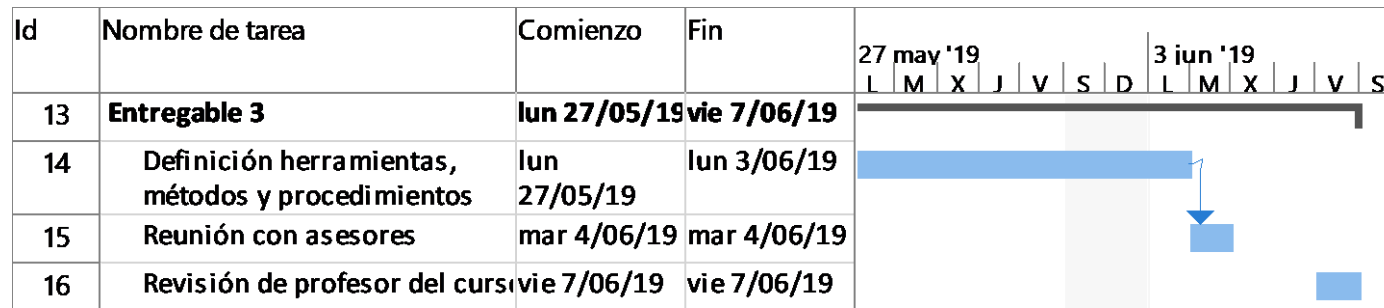 Id Nombre de tarea Comienzo Fin
27 may '19 3 jun '19
L M X J V S D L M X J V S
13 Entregable 3 lun 27/05/19 vie 7/06/19
14 Definición herramientas, lun lun 3/06/19
métodos y procedimientos 27/05/19
15 Reunión con asesores mar 4/06/19 mar 4/06/19
16 Revisión de profesor del curs vie 7/06/19 vie 7/06/19